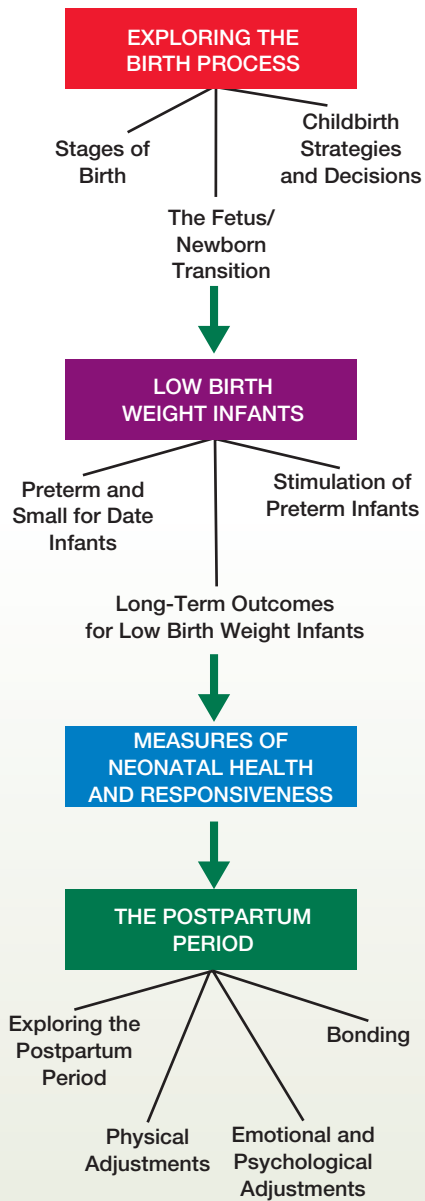 EXPLORING THE
BIRTH PROCESS
Stages of
Birth
The Fetus/
Newborn
Transition
Childbirth
Strategies
and Decisions
LOW BIRTH
WEIGHT INFANTS
Preterm and
Small for Date
Infants
Long-Term Outcomes
for Low Birth Weight Infants
Stimulation of
Preterm Infants
MEASURES OF
NEONATAL HEALTH
AND RESPONSIVENESS
THE POSTPARTUM
PERIOD
Exploring the
Postpartum
Period
Physical
Adjustments
Emotional and
Psychological
Adjustments
Bonding